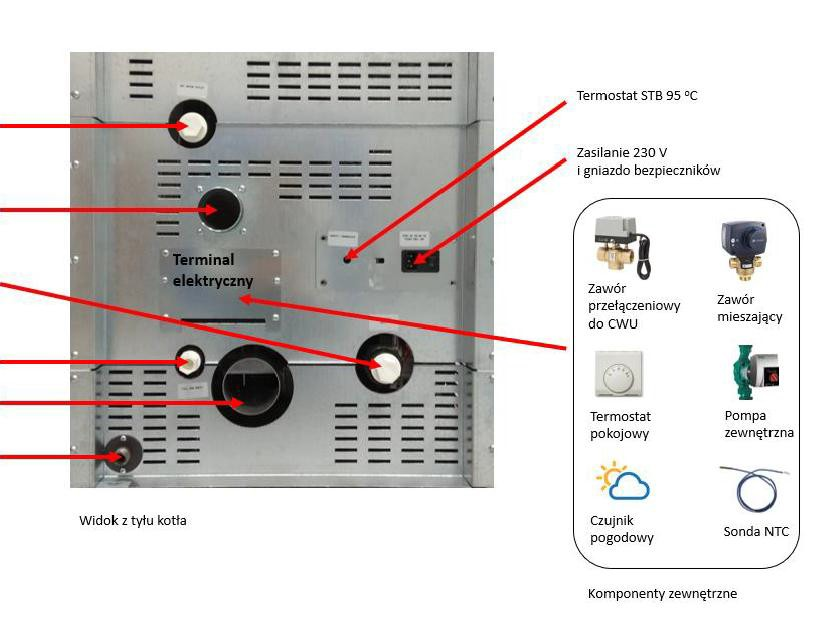 Termostat STB 95 ºC
Zasilanie 230 V
i gniazdo bezpieczników
Terminal
elektryczny
Zawór
przełączeniowy
do CWU
Zawór
mieszający
Termostat
pokojowy
Pompa
zewnętrzna
Czujnik
pogodowy
Sonda NTC
Widok z tyłu kotła
Komponenty zewnętrzne